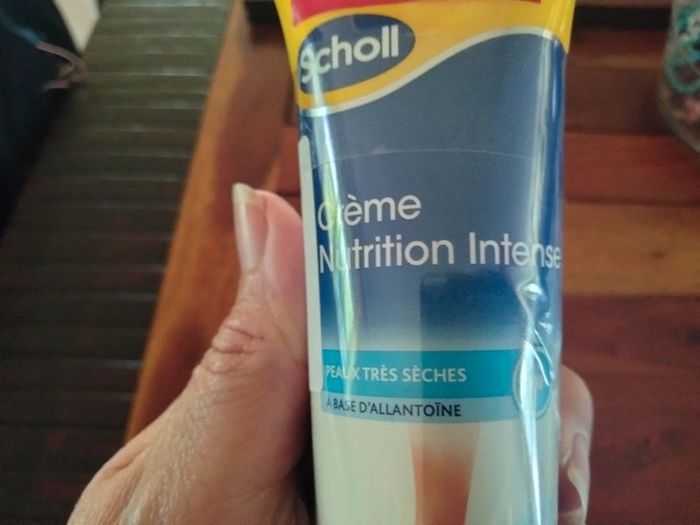 Scholl
Crème
Nutrition Intense
PEAUX TRÈS SÈCHES
À BASE D'ALLANTOÏNE